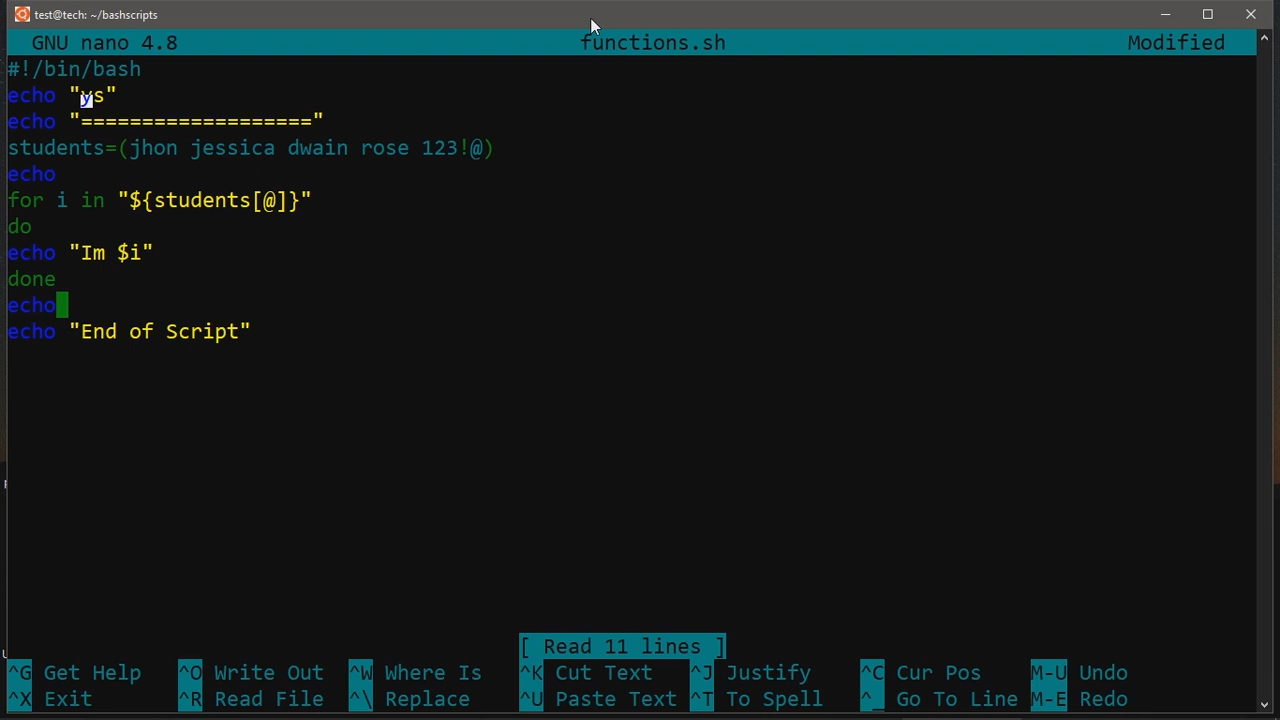 test@tech: ~/bashscripts
GNU nano 4.8 functions.sh Modified
#!/bin/bash
echo "ys"
echo "==================="
students=(jhon jessica dwain rose 123!@)
echo
for i in "${students[@]}"
do
echo "Im $i"
done
echo
echo "End of Script"
[ Read 11 lines ]
^G Get Help ^O Write Out ^W Where Is ^K Cut Text ^J Justify ^C Cur Pos M-U Undo
^X Exit ^R Read File ^\ Replace ^U Paste Text ^T To Spell ^_ Go To Line M-E Redo